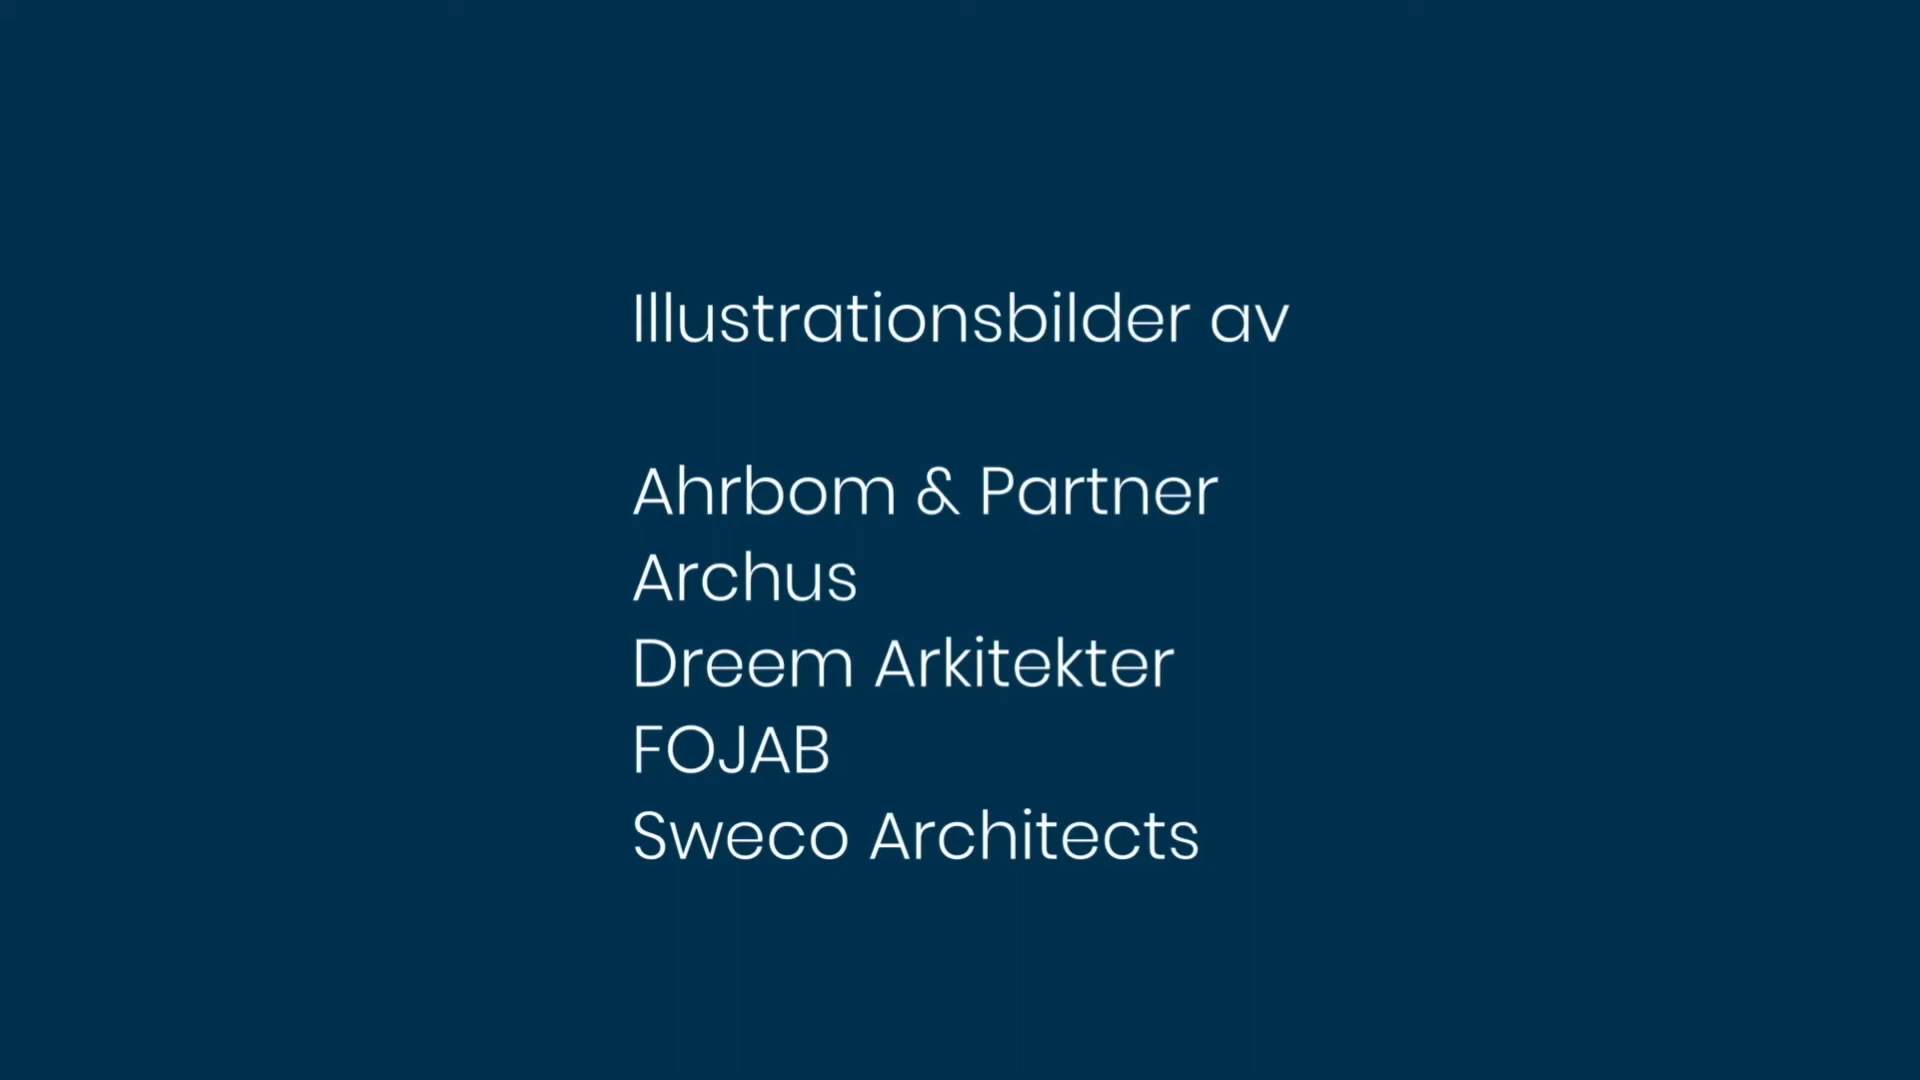 Illustrationsbilder av
Ahrbom & Partner
Archus
Dreem Arkitekter
FOJAB
Sweco Architects